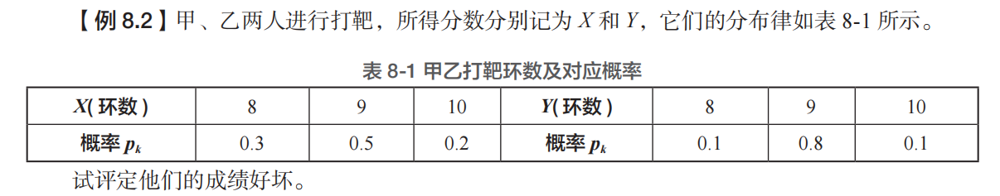 【例 8.2】甲、乙两人进行打靶，所得分数分别记为 X 和 Y，它们的分布律如表 8-1 所示。
表 8-1 甲乙打靶环数及对应概率
X( 环数 ) 8 9 10 Y( 环数 ) 8 9 10
概率 pk 0.3 0.5 0.2 概率 pk 0.1 0.8 0.1
试评定他们的成绩好坏。